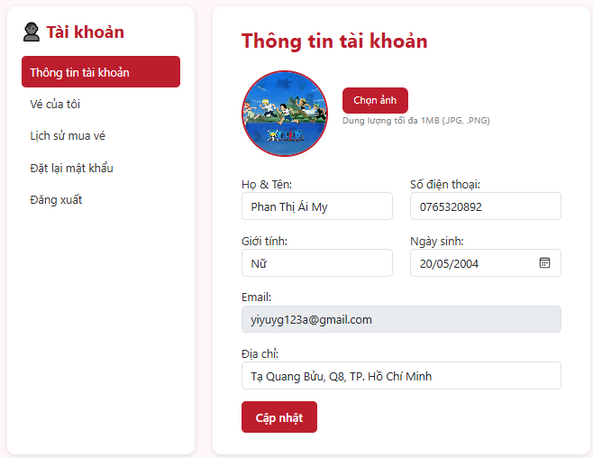 Tài khoản
Thông tin tài khoản
Vé của tôi
Lịch sử mua vé
Đặt lại mật khẩu
Đăng xuất
Thông tin tài khoản
Chọn ảnh
Dung lượng tối đa 1MB (JPG, .PNG)
Họ & Tên:
Phan Thị Ái My
Số điện thoại:
0765320892
Giới tính:
Nữ
Ngày sinh:
20/05/2004
Email:
yiyuyg123a@gmail.com
Địa chỉ:
Tạ Quang Bửu, Q8, TP. Hồ Chí Minh
Cập nhật